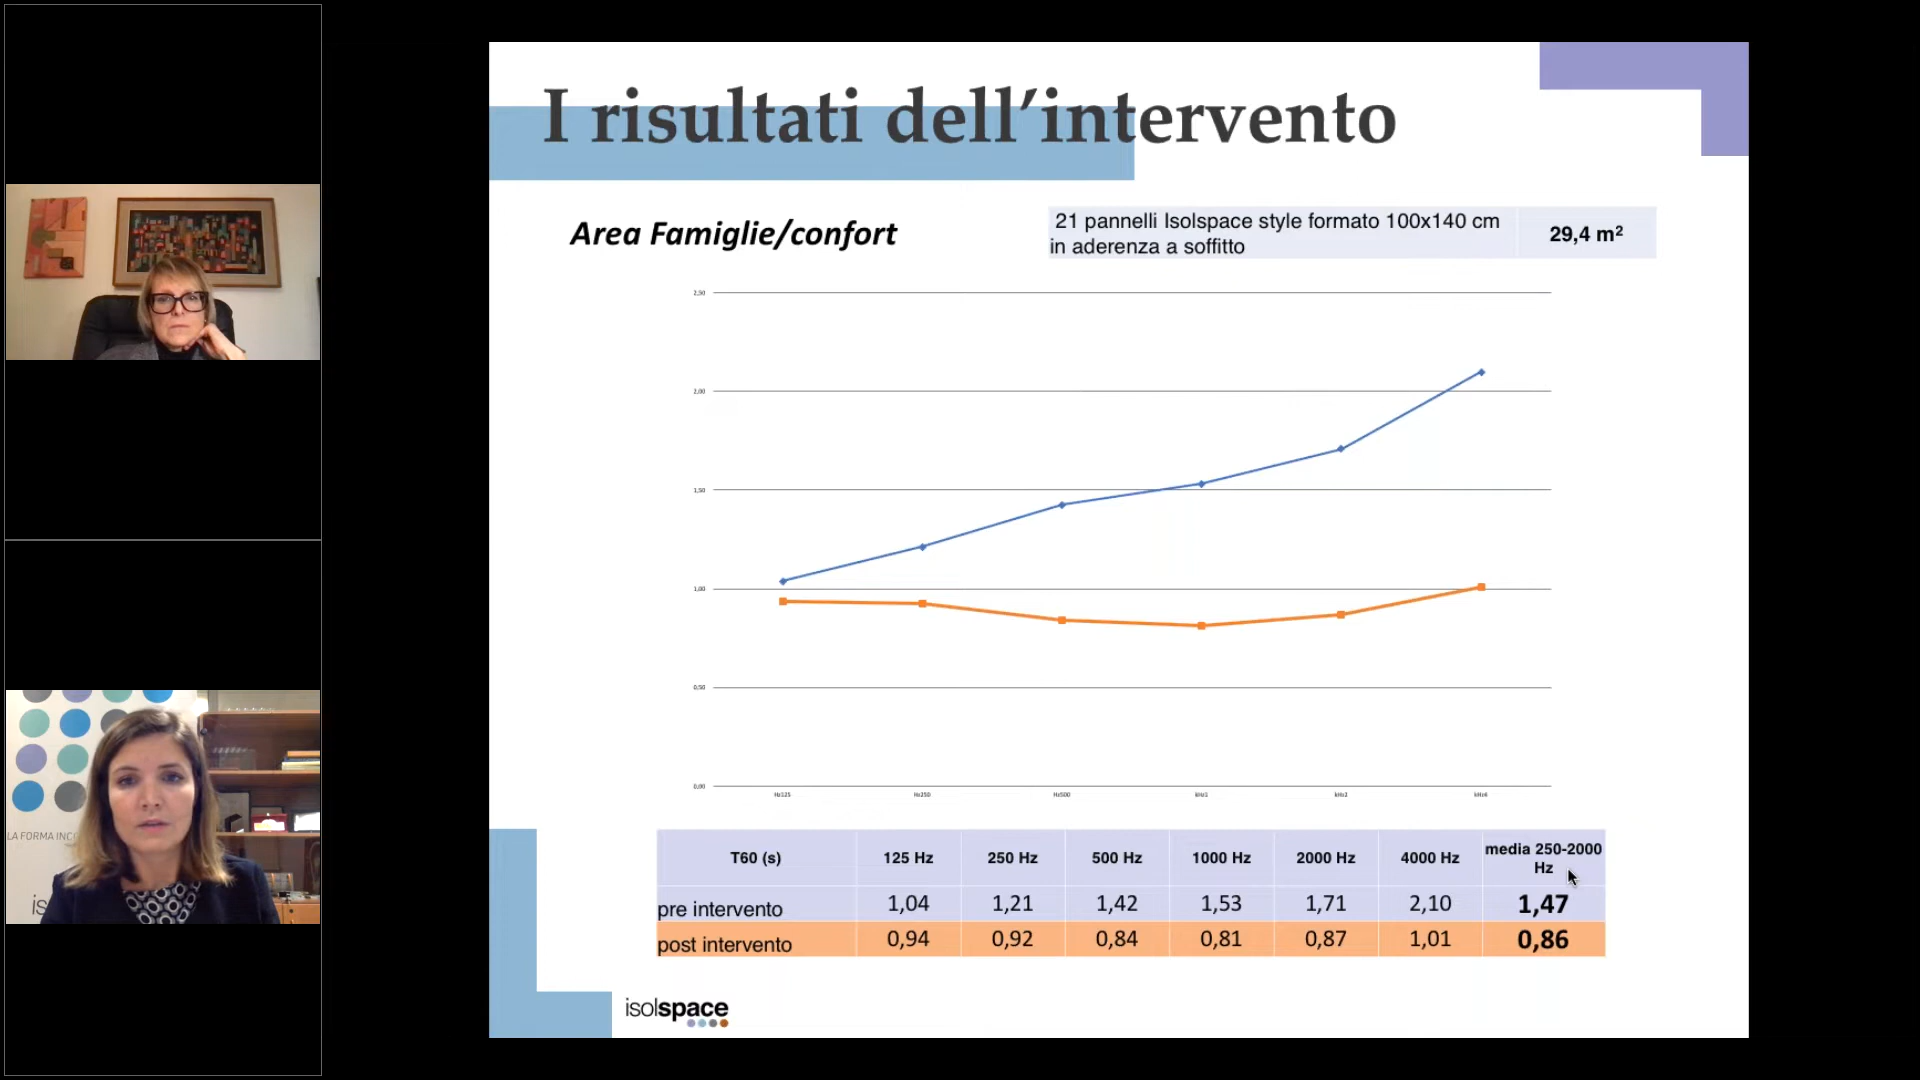 I risultati dell’intervento
Area Famiglie/confort
21 pannelli Isolspace style formato 100x140 cm
in aderenza a soffitto
29,4 m²
2,50
2,00
1,50
1,00
0,50
0,00
Hz125 Hz250 Hz500 kHz1 kHz2 kHz4
T60 (s) 125 Hz 250 Hz 500 Hz 1000 Hz 2000 Hz 4000 Hz media 250-2000 Hz
pre intervento 1,04 1,21 1,42 1,53 1,71 2,10 1,47
post intervento 0,94 0,92 0,84 0,81 0,87 1,01 0,86
isolspace
LA FORMA INC
is